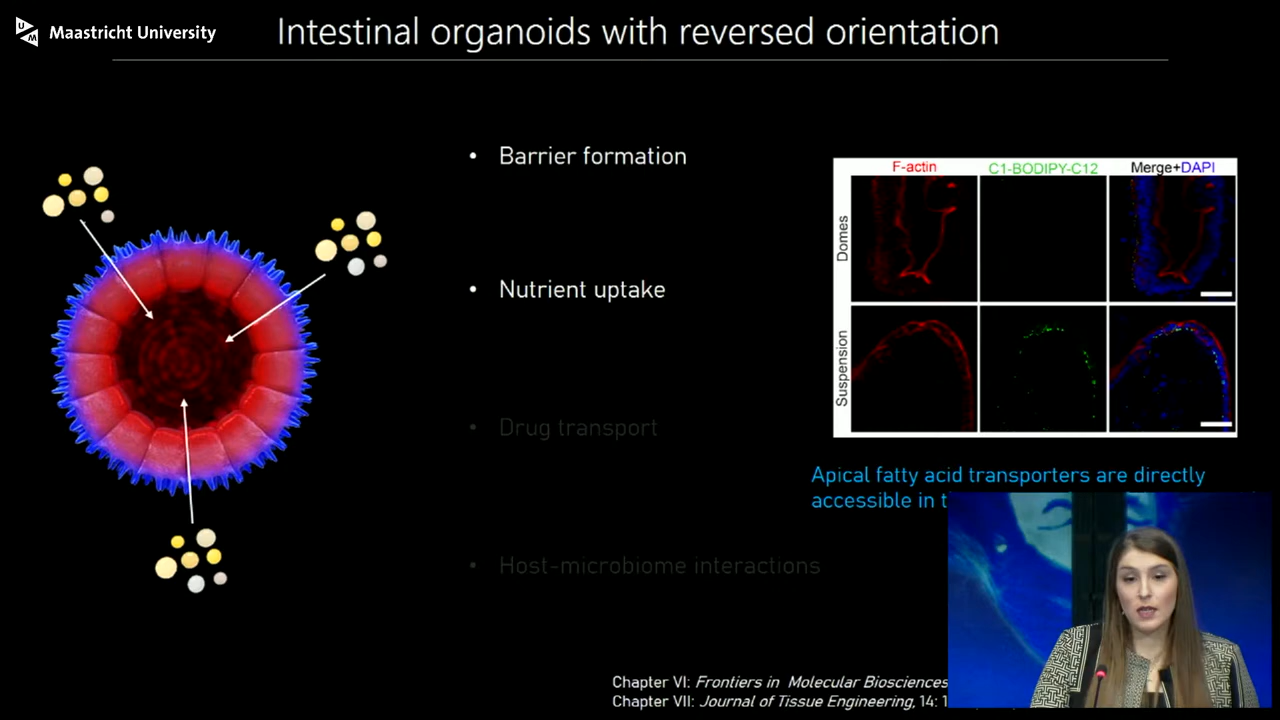 UM
Maastricht University
Intestinal organoids with reversed orientation
• Barrier formation
• Nutrient uptake
• Drug transport
• Host-microbiome interactions
F-actin C1-BODIPY-C12 Merge+DAPI
Domes
Suspension
Apical fatty acid transporters are directly
accessible in
Chapter VI: Frontiers in Molecular Biosciences
Chapter VII: Journal of Tissue Engineering, 14: